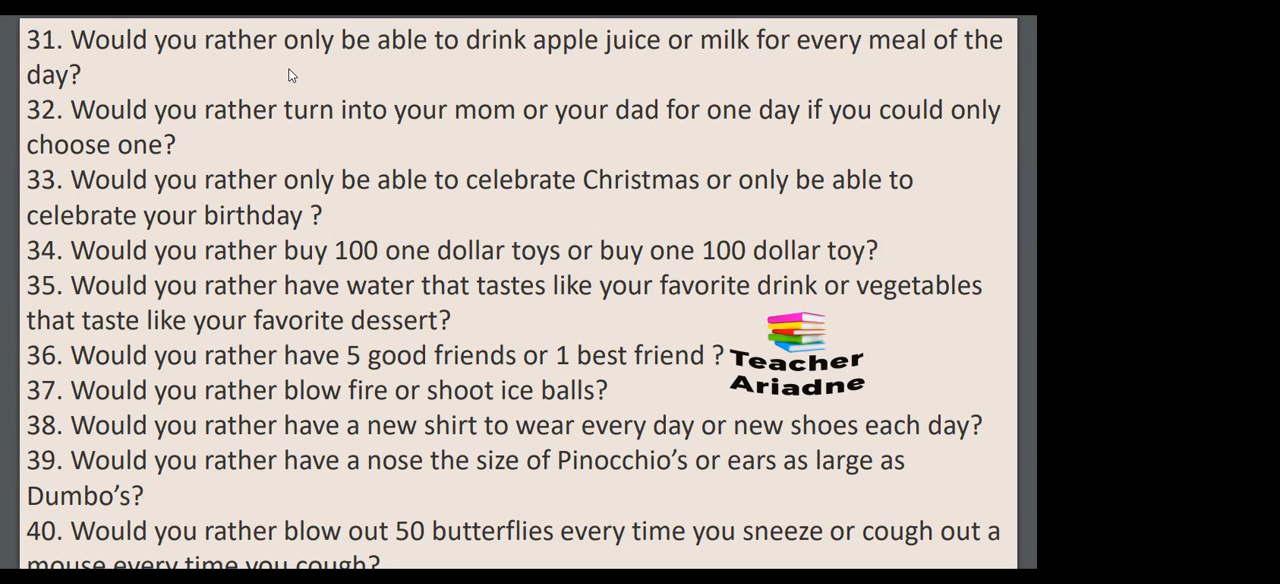 31. Would you rather only be able to drink apple juice or milk for every meal of the
day?
32. Would you rather turn into your mom or your dad for one day if you could only
choose one?
33. Would you rather only be able to celebrate Christmas or only be able to
celebrate your birthday ?
34. Would you rather buy 100 one dollar toys or buy one 100 dollar toy?
35. Would you rather have water that tastes like your favorite drink or vegetables
that taste like your favorite dessert?
36. Would you rather have 5 good friends or 1 best friend ?
Teacher
Ariadne
37. Would you rather blow fire or shoot ice balls?
38. Would you rather have a new shirt to wear every day or new shoes each day?
39. Would you rather have a nose the size of Pinocchio’s or ears as large as
Dumbo’s?
40. Would you rather blow out 50 butterflies every time you sneeze or cough out a
mouse every time you cough?